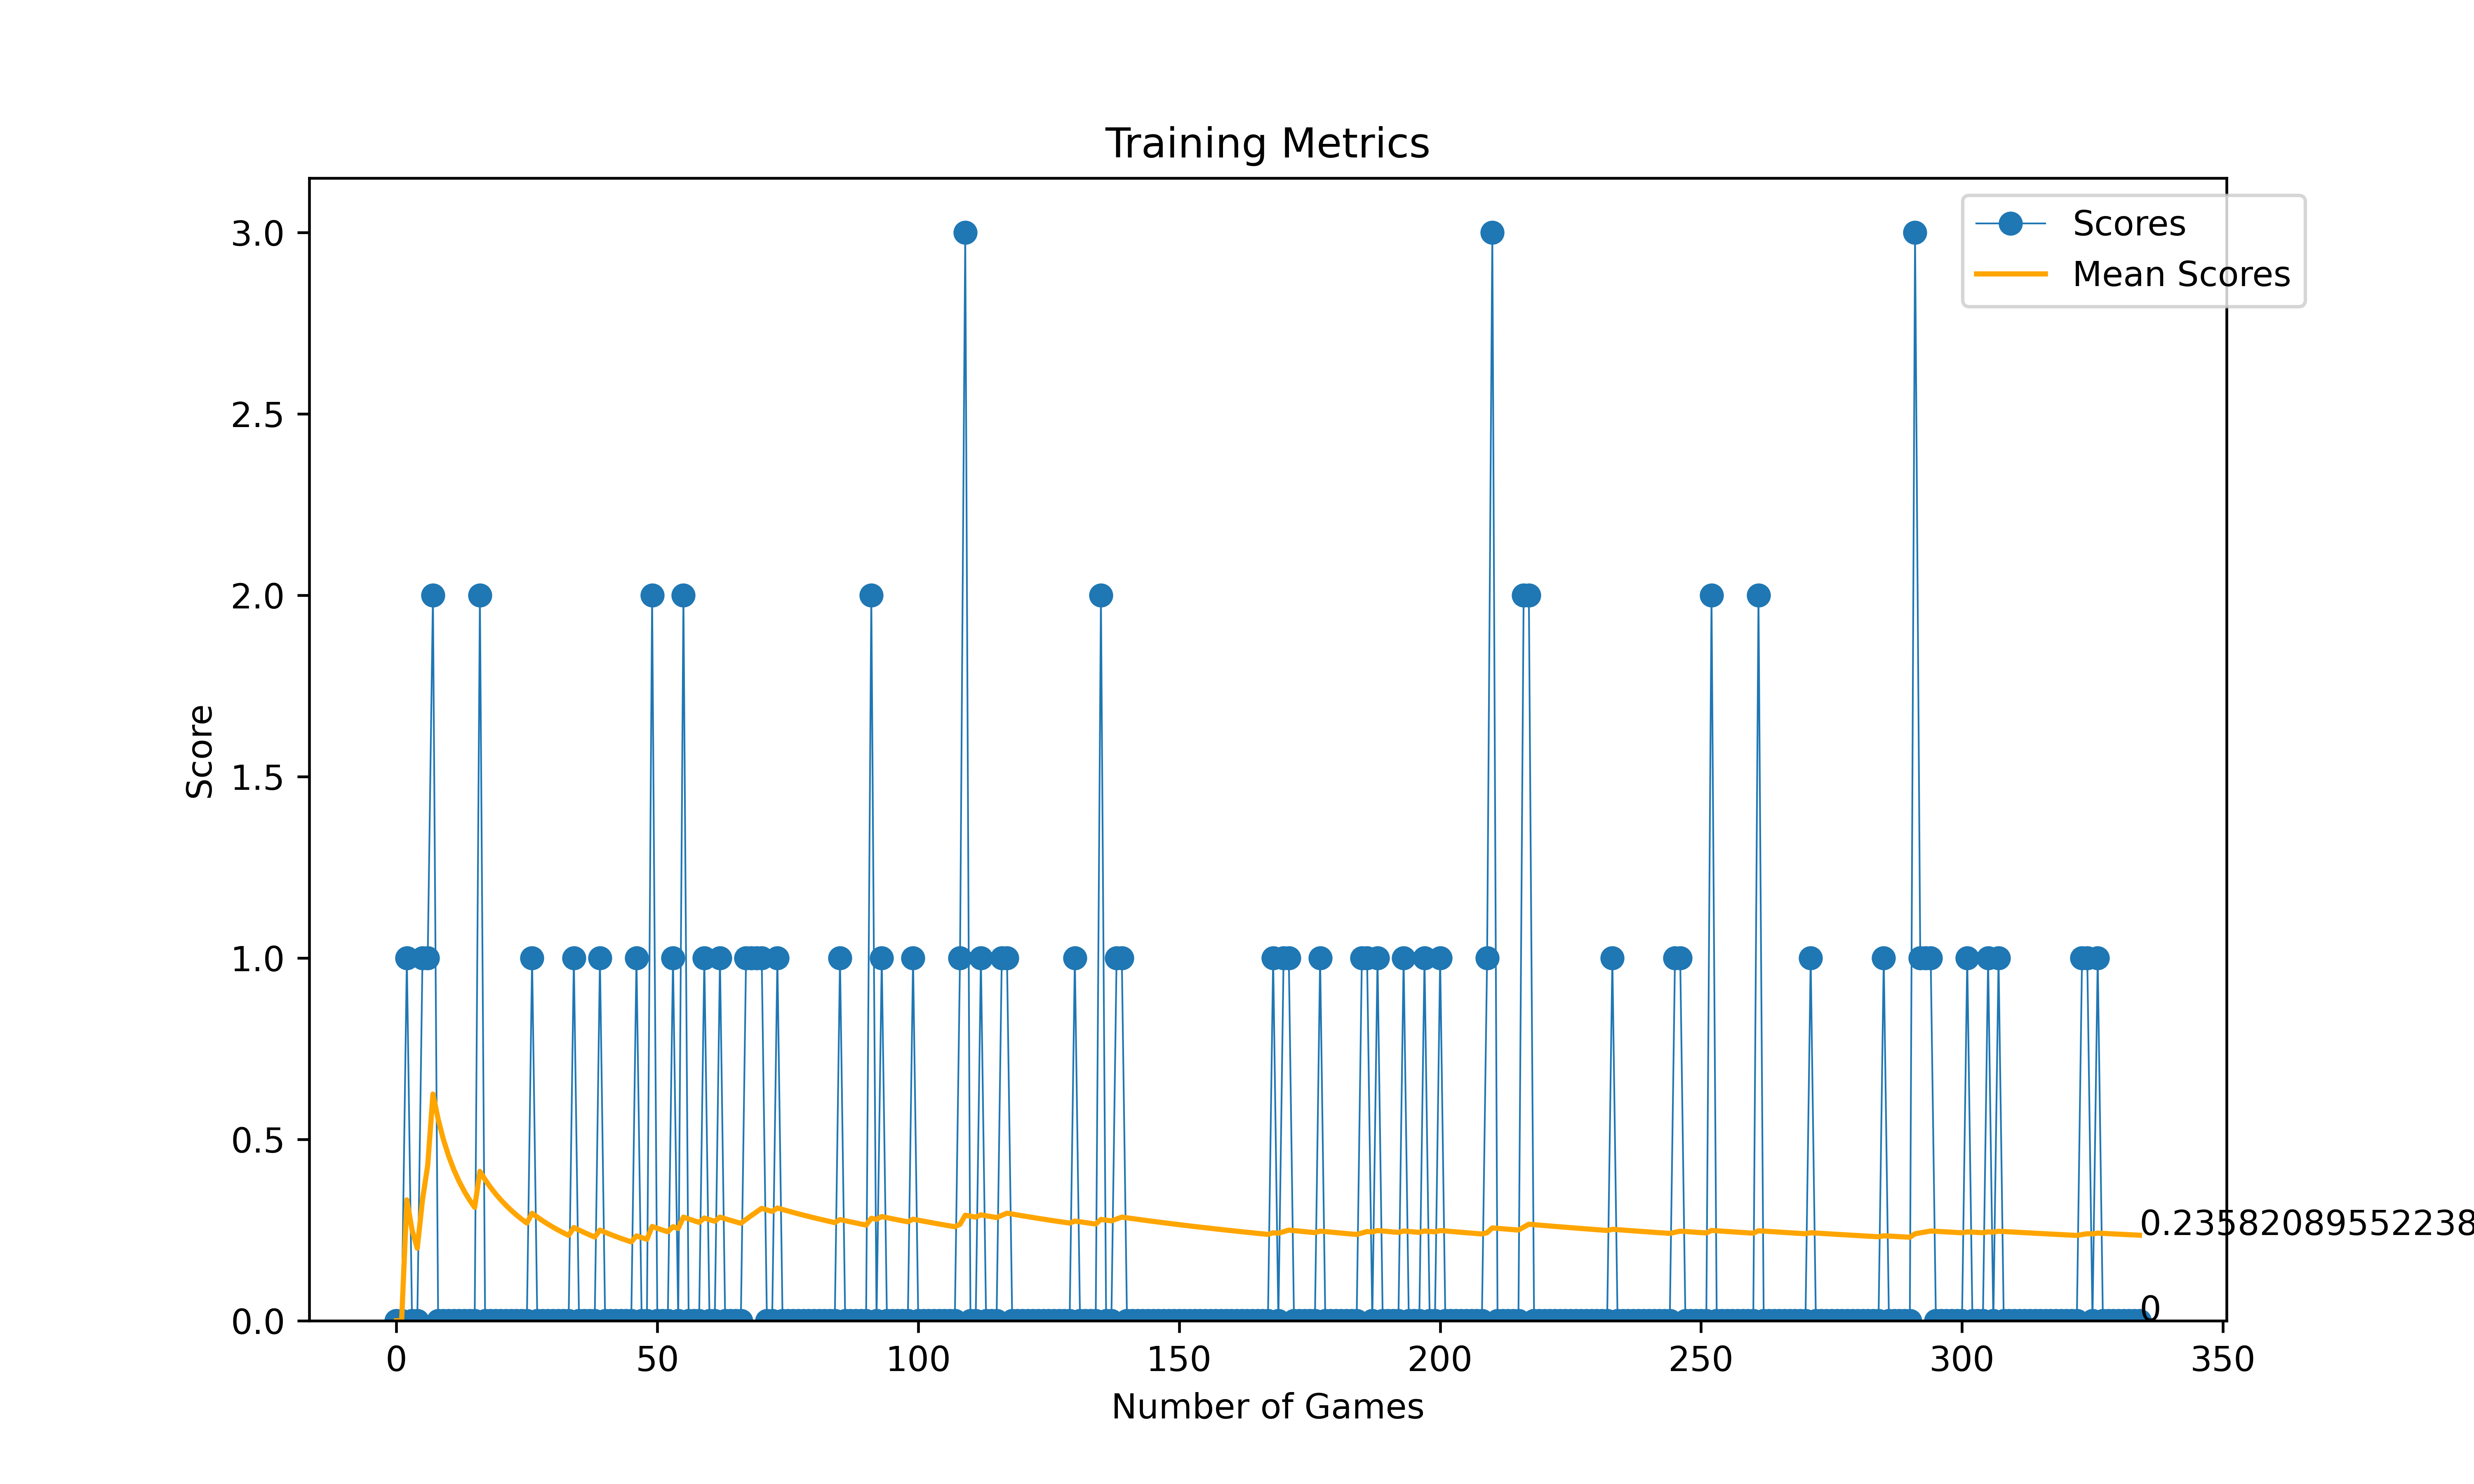 Training Metrics
Scores
Mean Scores
3.0
2.5
2.0
1.5
1.0
0.5
0.0
Score
0.23582089552238
0
0 50 100 150 200 250 300 350
Number of Games